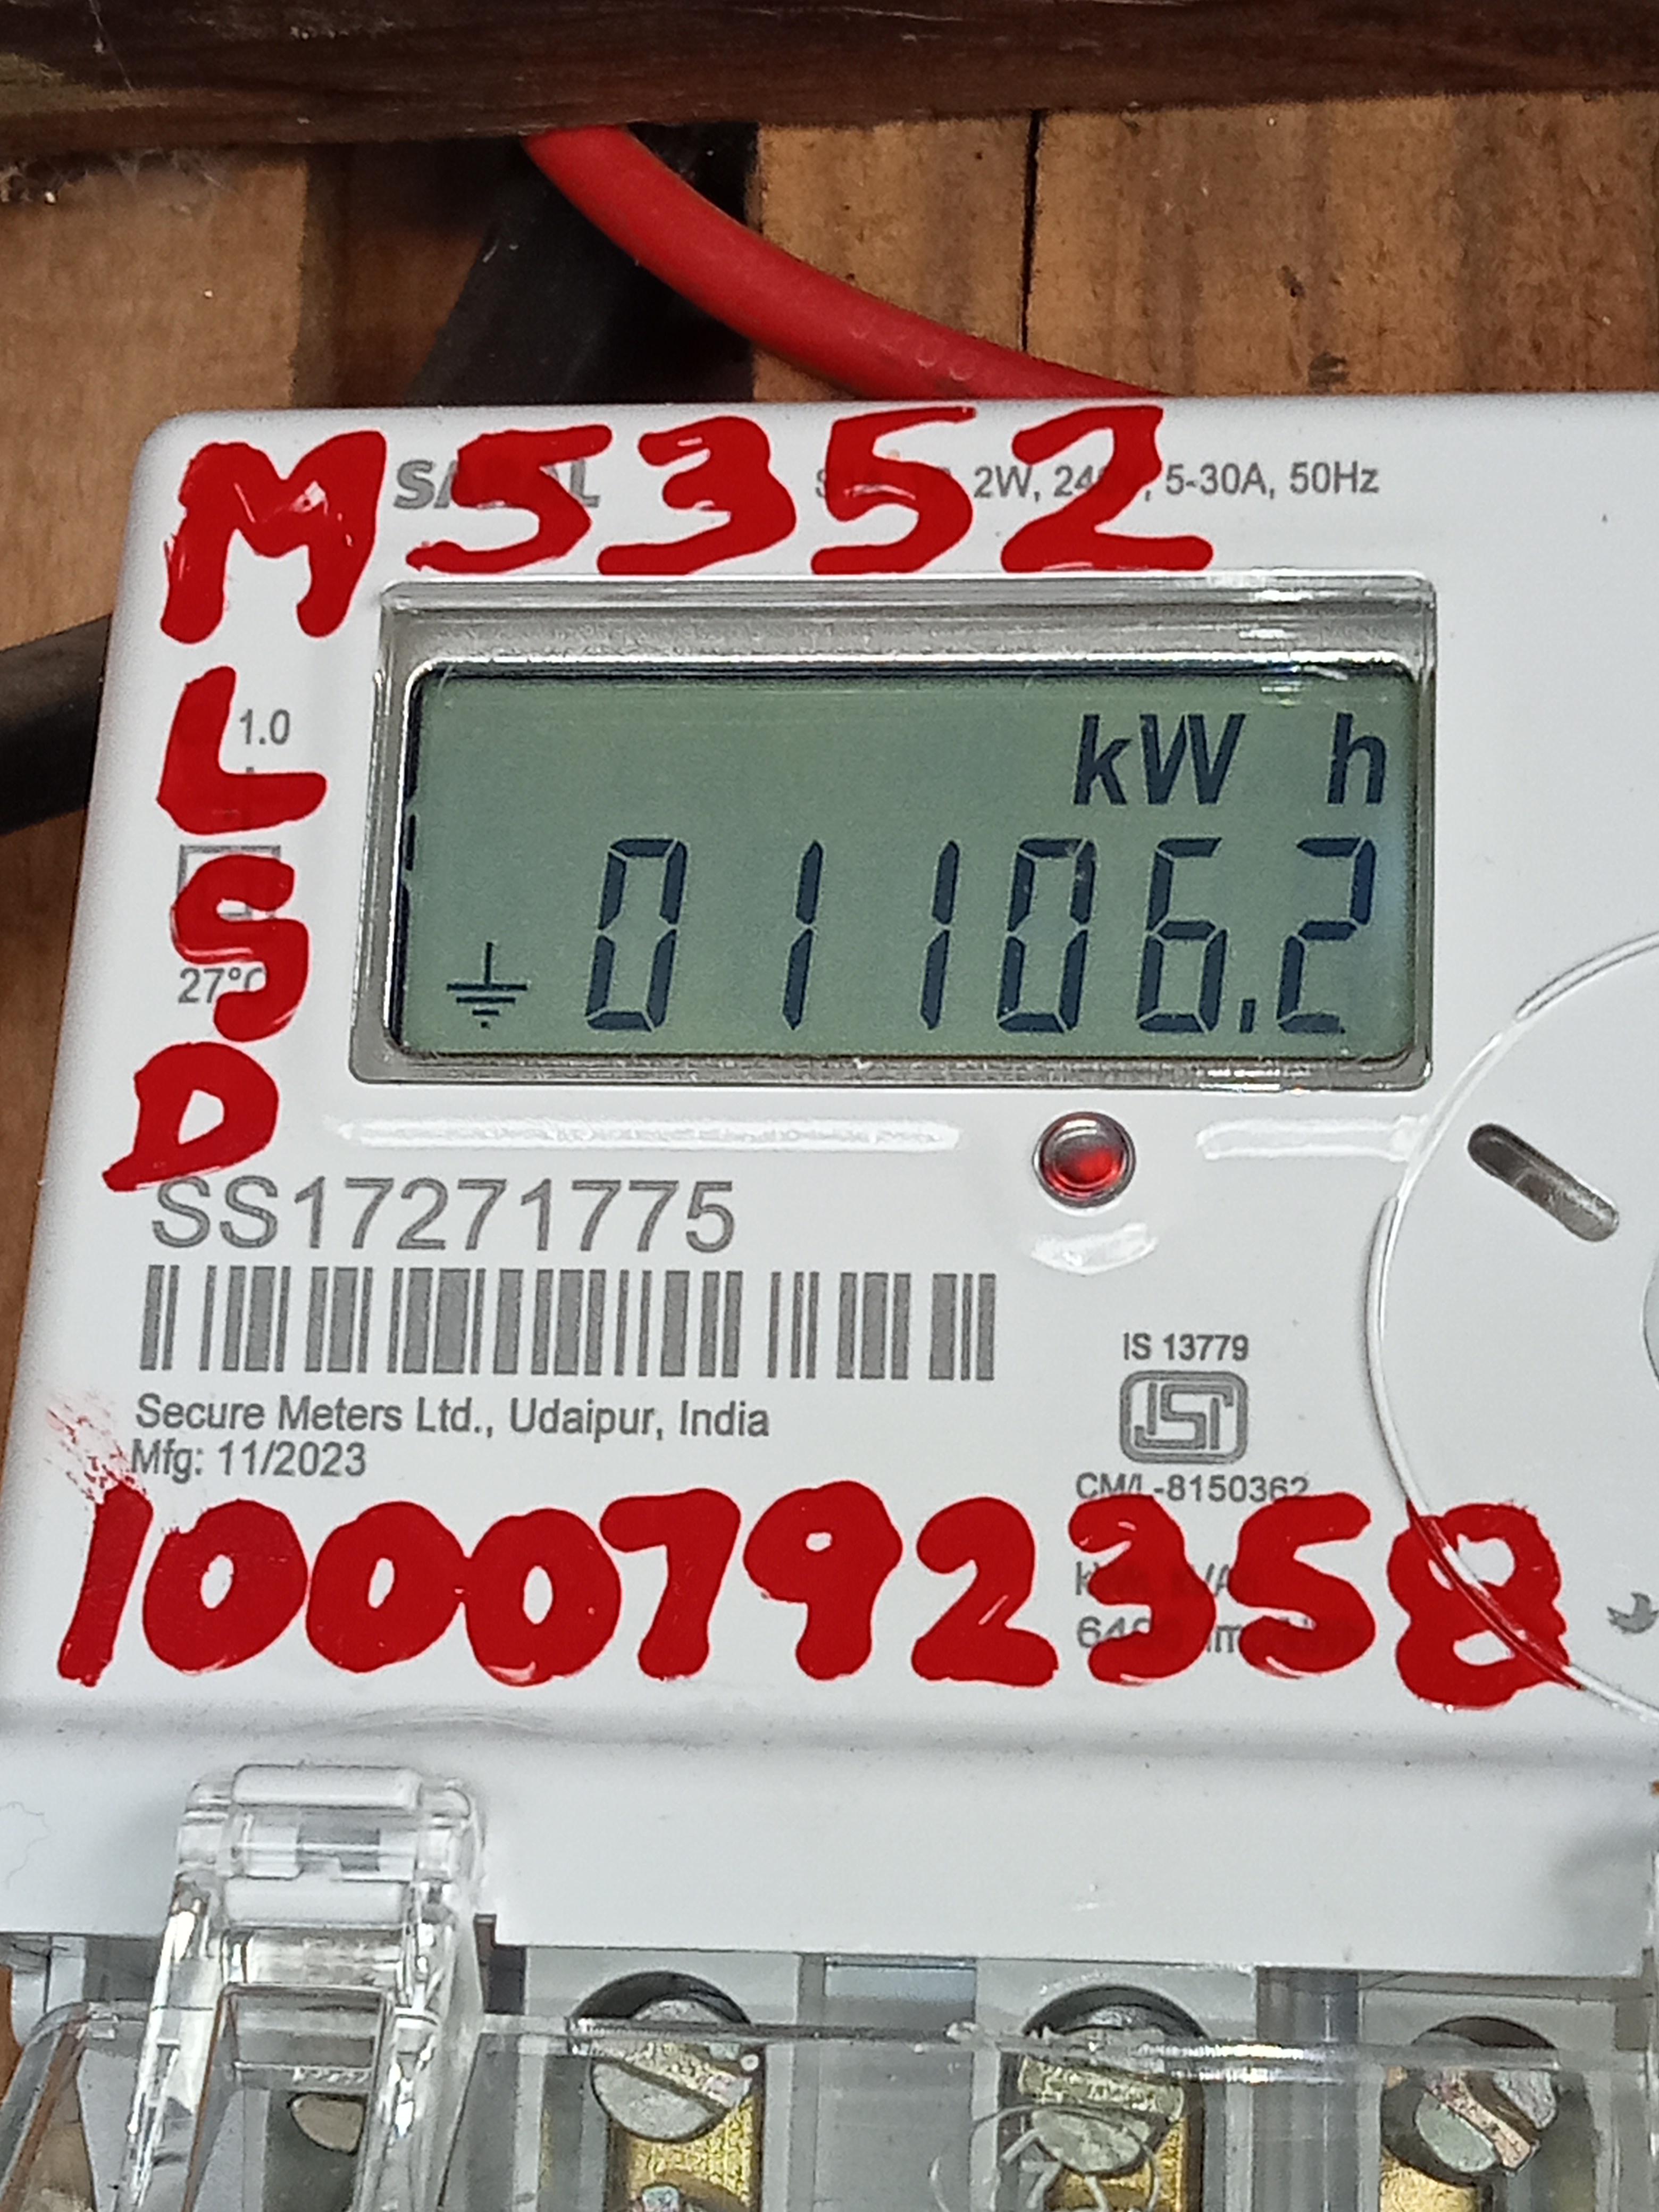 M5352
2W, 5-30A, 50Hz
L
1.0
kW h
01106.2
S
27°C
D
SS17271775
Secure Meters Ltd., Udaipur, India
Mfg: 11/2023
IS 13779
ISI
CM/L-8150362
1000792358